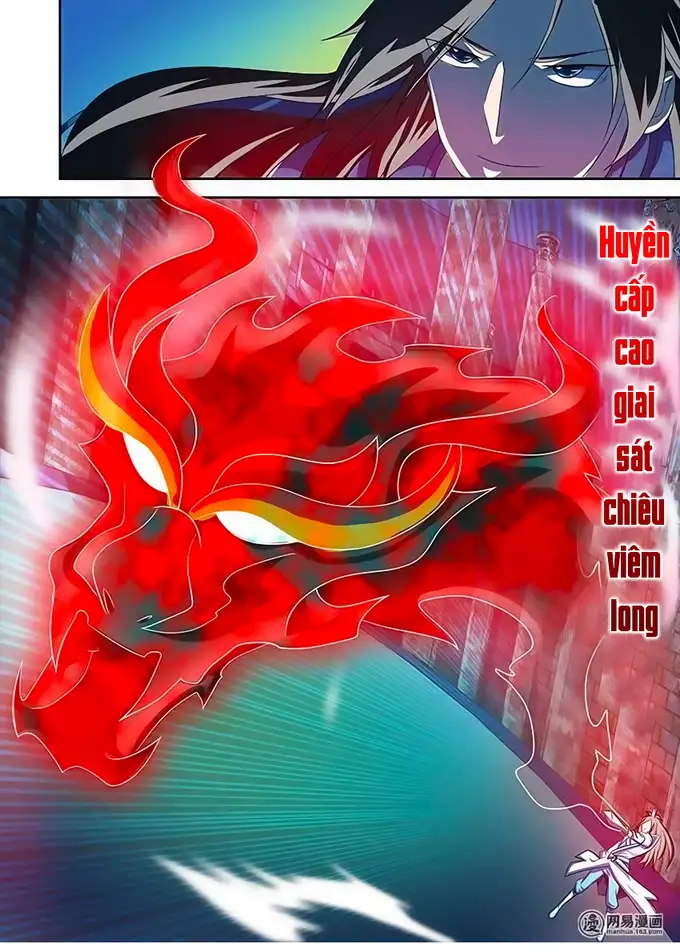 Huyền
cấp
cao
giai
sát
chiêu
viêm
long
网易漫画
manhua.163.com